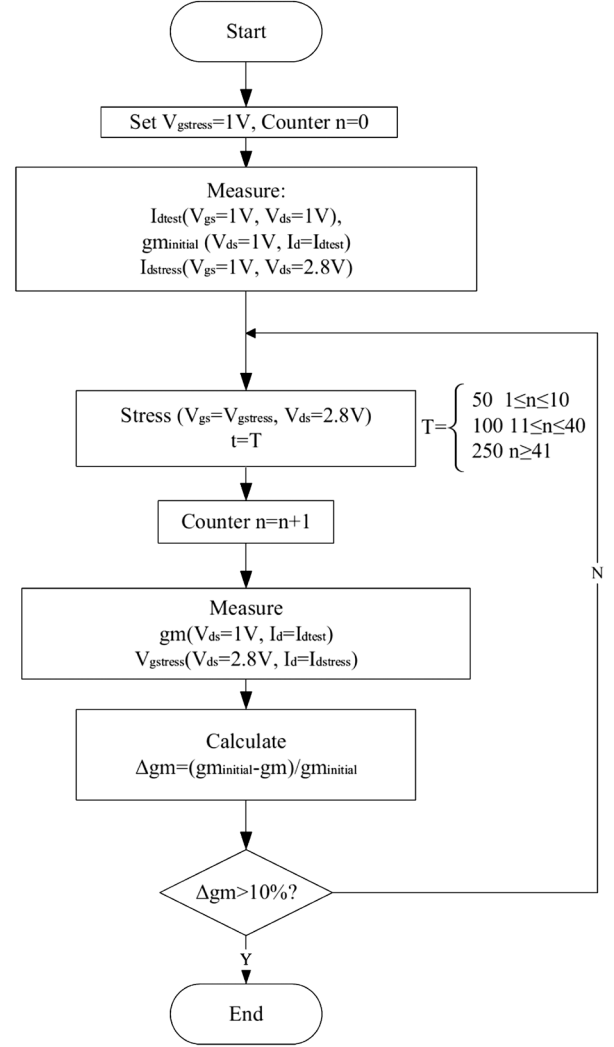 Start
Set Vgstress=1V, Counter n=0
Measure:
Idtest(Vgs=1V, Vds=1V),
gminitial (Vds=1V, Id=Idtest)
Idstress(Vgs=1V, Vds=2.8V)
Stress (Vgs=Vgstress, Vds=2.8V)
t=T
T={
50 1≤n≤10
100 11≤n≤40
250 n≥41
Counter n=n+1
N
Measure
gm(Vds=1V, Id=Idtest)
Vgstress(Vds=2.8V, Id=Idstress)
Calculate
Δgm=(gminitial-gm)/gminitial
Δgm>10%?
Y
End